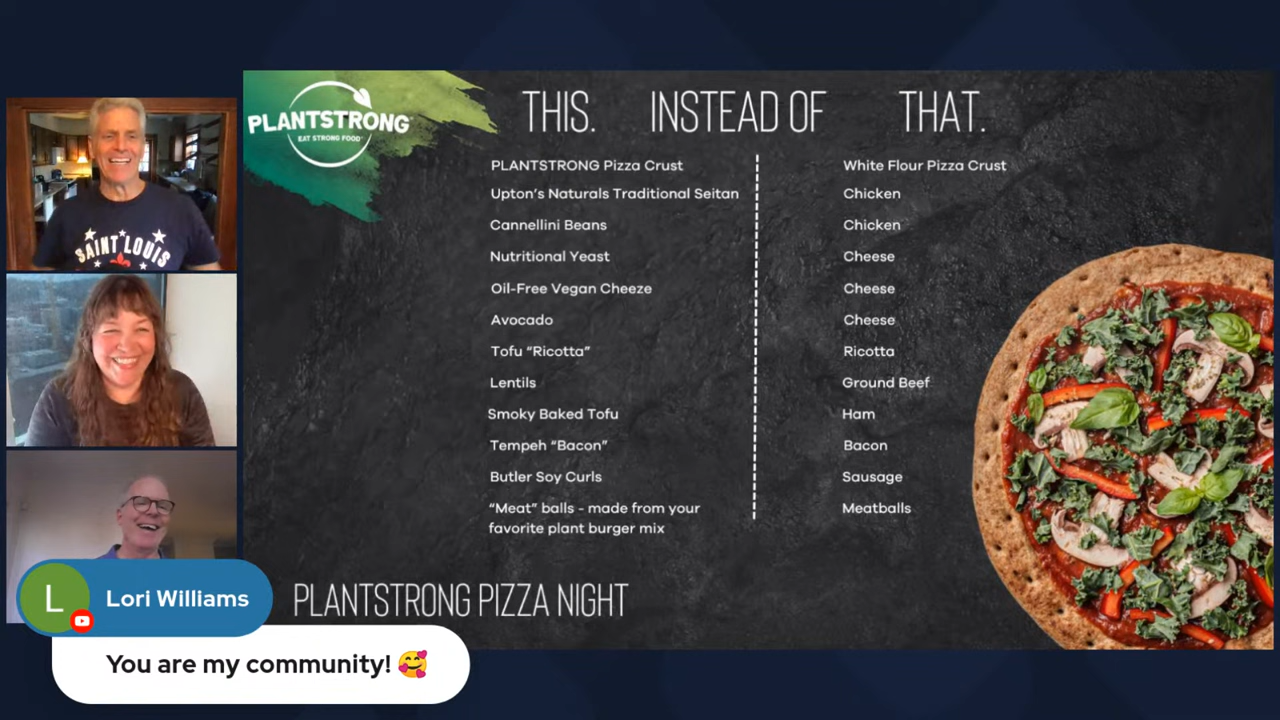 PLANTSTRONG
EAT STRONG FOOD
THIS. INSTEAD OF THAT.
PLANTSTRONG Pizza Crust White Flour Pizza Crust
Upton's Naturals Traditional Seitan Chicken
Cannellini Beans Chicken
Nutritional Yeast Cheese
Oil-Free Vegan Cheeze Cheese
Avocado Cheese
Tofu “Ricotta” Ricotta
Lentils Ground Beef
Smoky Baked Tofu Ham
Tempeh “Bacon” Bacon
Butler Soy Curls Sausage
“Meat” balls - made from your Meatballs
favorite plant burger mix
PLANTSTRONG PIZZA NIGHT
SAINT LOUIS
L
Lori Williams
You are my community! 🥰